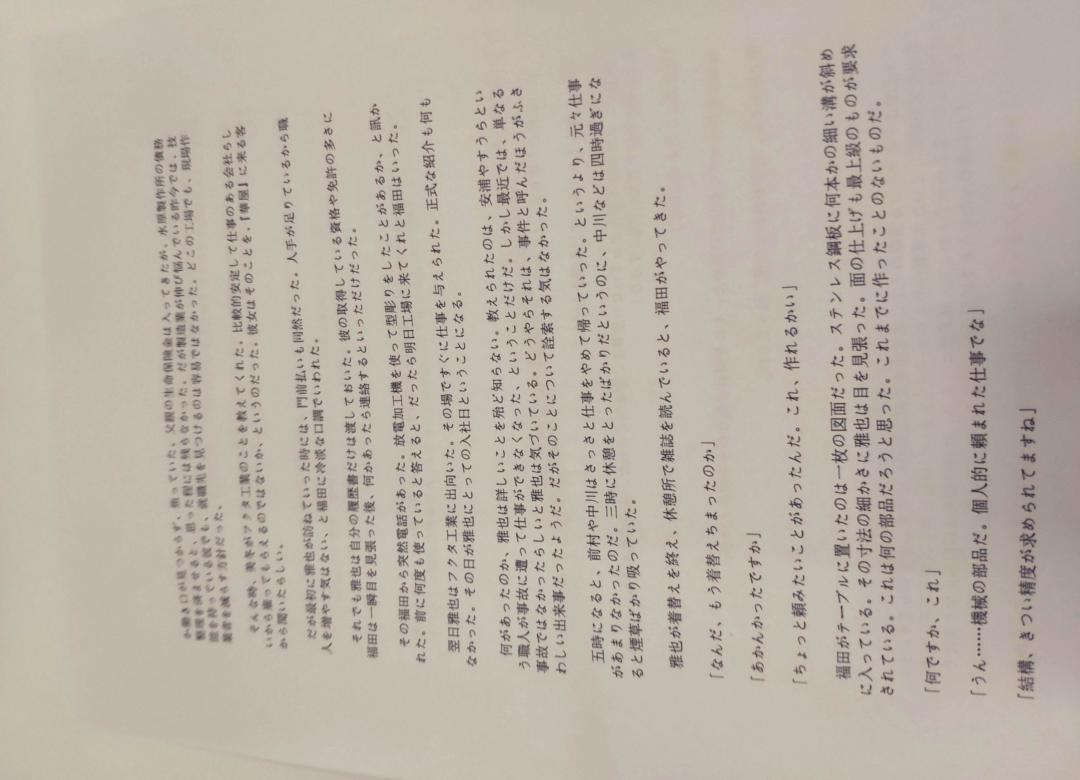 か働き口が見つからず、焦っていた。父親の生命保険金は入ってきたが、水原製作所の債務
整理を済ませると、思った程には残らなかった。だが製造業が伸び悩んでいる昨今では、技
能を持っている彼でも、就職先を見つけるのは容易ではなかった。どこの工場でも、現場作
業者を減らす方針だった。
そんな時、美冬がフクタ工業のことを教えてくれた。比較的安定して仕事のある会社らし
いから雇ってもらえるのではないか、というのだった。彼女はそのことを、『華屋』に来る客
から聞いたらしい。
だが最初に雅也が訪ねていった時には、門前払いも同然だった。人手が足りているから職
人を増やす気はない、と福田に冷淡な口調でいわれた。
それでも雅也は自分の履歴書だけは渡しておいた。彼の取得している資格や免許の多さに
福田は一瞬目を見張った後、何かあったら連絡するといっただけだった。
その福田から突然電話があった。放電加工機を使って型彫りをしたことがあるか、と訊か
れた。前に何度も使っていると答えると、だったら明日工場に来てくれと福田はいった。
翌日雅也はフクタ工業に出向いた。その場ですぐに仕事を与えられた。正式な紹介も何も
なかった。その日が雅也にとっての入社日ということになる。
何があったのか、雅也は詳しいことを殆ど知らない。教えられたのは、安浦やすうらとい
う職人が事故に遭って仕事ができなくなった、ということだけだ。しかし最近では、単なる
事故ではなかったらしいと雅也は気づいている。どうやらそれは、事件と呼んだほうがふさ
わしい出来事だったようだ。だがそのことについて詮索する気はなかった。
五時になると、前村や中川はさっさと仕事をやめて帰っていった。というより、元々仕事
があまりなかったのだ。三時に休憩をとったばかりだというのに、中川などは四時過ぎにな
ると煙草ばかり吸っていた。
雅也が着替えを終え、休憩所で雑誌を読んでいると、福田がやってきた。
「なんだ、もう着替えちまったのか」
「あかんかったですか」
「ちょっと頼みたいことがあったんだ。これ、作れるかい」
福田がテーブルに置いたのは一枚の図面だった。ステンレス鋼板に何本かの細い溝が斜め
に入っている。その寸法の細かさに雅也は目を見張った。面の仕上げも最上級のものが要求
されている。これは何の部品だろうと思った。これまでに作ったことのないものだ。
「何ですか、これ」
「うん……機械の部品だ。個人的に頼まれた仕事でな」
「結構、きつい精度が求められてますね」